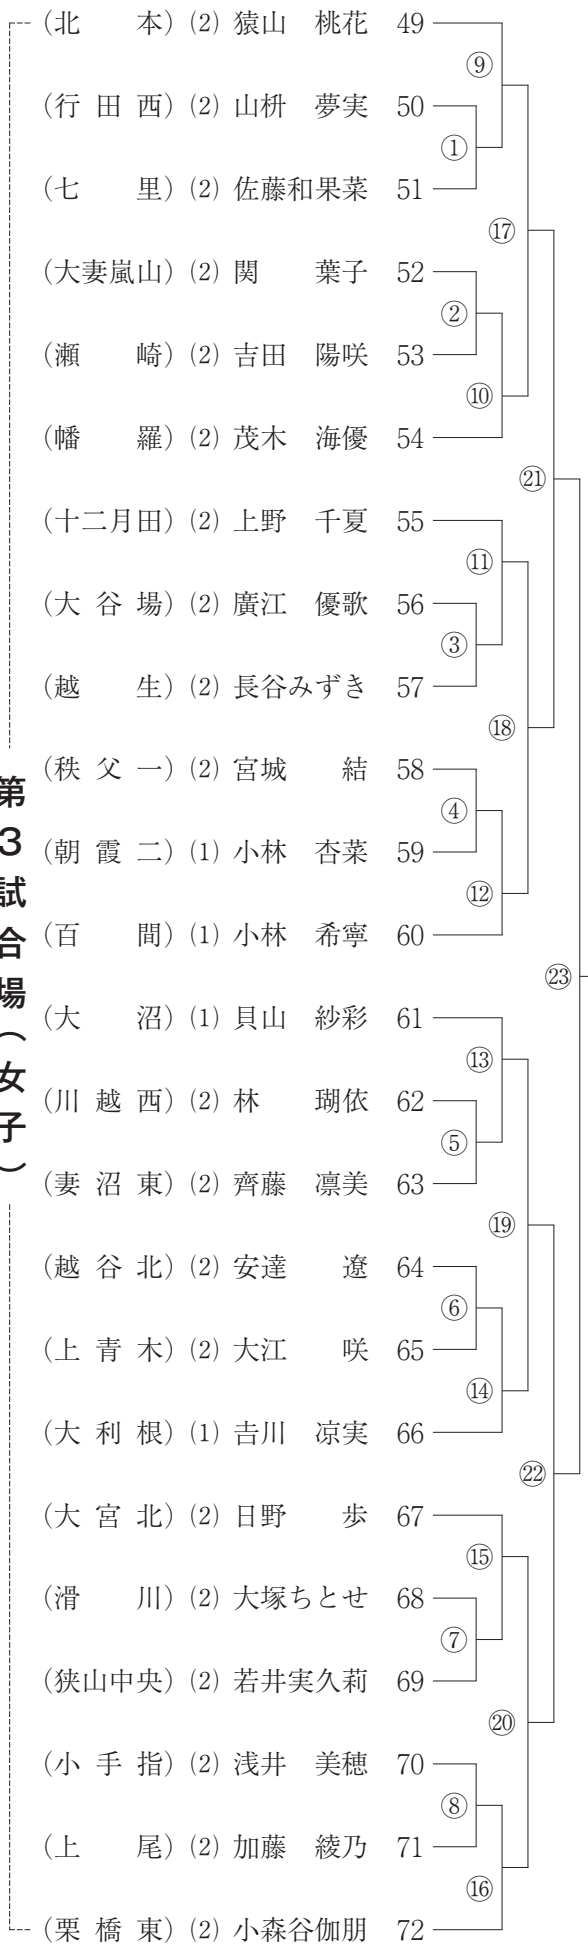 第3試合場（女子）
（北本）(2) 猿山 桃花 49
⑨
（行田西）(2) 山枡 夢実 50
①
（七里）(2) 佐藤和果菜 51
⑰
（大妻嵐山）(2) 関 葉子 52
②
（瀬崎）(2) 吉田 陽咲 53
⑩
（幡羅）(2) 茂木 海優 54
㉑
（十二月田）(2) 上野 千夏 55
⑪
（大谷場）(2) 廣江 優歌 56
③
（越生）(2) 長谷みずき 57
⑱
（秩父一）(2) 宮城 結 58
④
（朝霞二）(1) 小林 杏菜 59
⑫
（百間）(1) 小林 希寧 60
㉓
（大沼）(1) 貝山 紗彩 61
⑬
（川越西）(2) 林 瑚依 62
⑤
（妻沼東）(2) 齊藤 凛美 63
⑲
（越谷北）(2) 安達 遼 64
⑥
（上青木）(2) 大江 咲 65
⑭
（大利根）(1) 𠮷川 凉実 66
㉒
（大宮北）(2) 日野 歩 67
⑮
（滑川）(2) 大塚ちとせ 68
⑦
（狭山中央）(2) 若井実久莉 69
⑳
（小手指）(2) 浅井 美穂 70
⑧
（上尾）(2) 加藤 綾乃 71
⑯
（栗橋東）(2) 小森谷伽朋 72